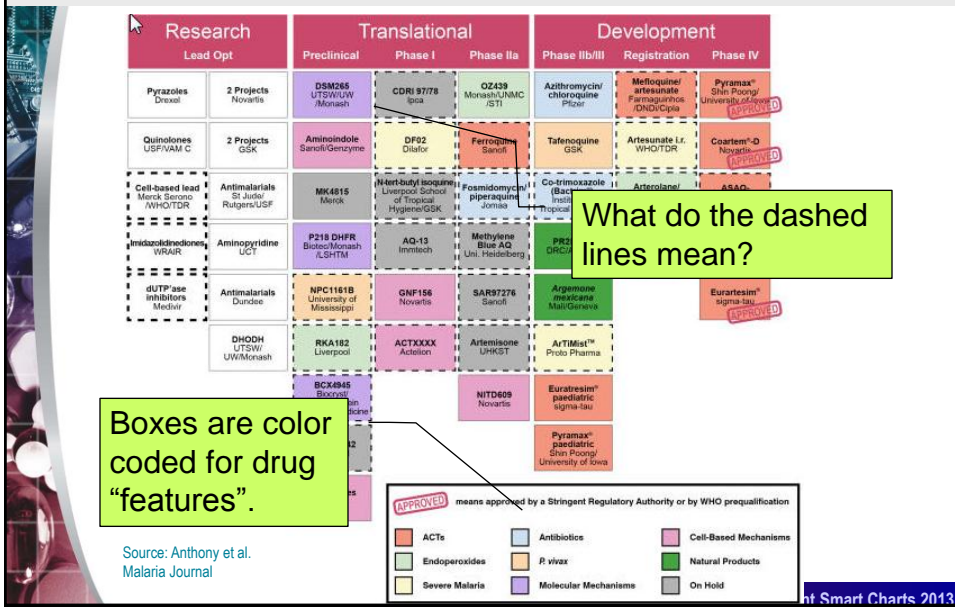 Research
Translational
Development
Lead Opt
Preclinical
Phase I
Phase IIa
Phase IIb/III
Registration
Phase IV
Pyrazoles
Drexel
2 Projects
Novartis
DSM265
UTSW/UW
/Monash
CDRI 97/78
Ipca
OZ439
Monash/UNMC
/STI
Azithromycin/
chloroquine
Pfizer
Mefloquine/
artesunate
Farmaguinhos
/DNDi/Cipla
Pyramax®
Shin Poong/
University of Iowa
APPROVED
Quinolones
USF/VAM C
2 Projects
GSK
Aminoindole
Sanofi/Genzyme
DF02
Dilafor
Ferroquine
Sanofi
Tafenoquine
GSK
Artesunate i.r.
WHO/TDR
Coartem®-D
Novartis
APPROVED
Cell-based lead
Merck Serono
/WHO/TDR
Antimalarials
St Jude/
Rutgers/USF
MK4815
Merck
N-tert-butyl isoquine
Liverpool School
of Tropical
Hygiene/GSK
Fosmidomycin/
piperaquine
Jomaa
Co-trimoxazole
Arterolane/
ASAQ-
What do the dashed
lines mean?
Imidazolidinediones
WRAIR
Aminopyridine
UCT
P218 DHFR
Biotec/Monash
/LSHTM
AQ-13
Immtech
Methylene
Blue AQ
Uni. Heidelberg
dUTP'ase
inhibitors
Medivir
Antimalarials
Dundee
NPC1161B
University of
Mississippi
GNF156
Novartis
SAR97276
Sanofi
Argemone
mexicana
Mali/Geneva
Eurartesim®
sigma-tau
APPROVED
DHODH
UTSW/
UW/Monash
RKA182
Liverpool
ACTXXXX
Actelion
Artemisone
UHKST
ArTiMist™
Proto Pharma
BCX4945
Biocryst/
NITD609
Novartis
Euratresim®
paediatric
sigma-tau
Pyramax®
paediatric
Shin Poong/
University of Iowa
Boxes are color
coded for drug
“features”.
APPROVED means approved by a Stringent Regulatory Authority or by WHO prequalification
ACTs
Antibiotics
Cell-Based Mechanisms
Endoperoxides
P. vivax
Natural Products
Severe Malaria
Molecular Mechanisms
On Hold
Source: Anthony et al.
Malaria Journal
Smart Charts 2013